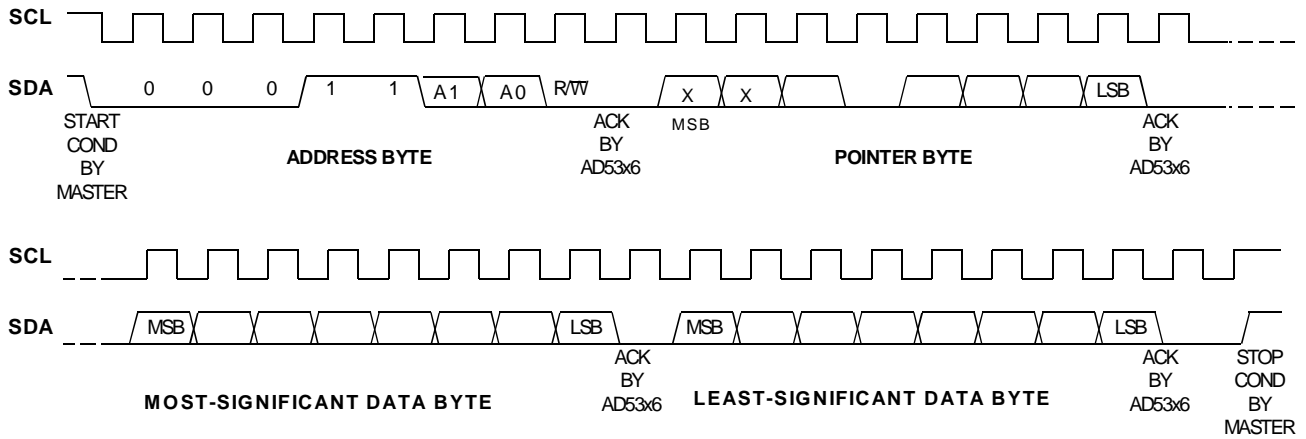 SCL
SDA
0 0 0 1 1 A1 A0 R/W̅
X X LSB
MSB
START
COND
BY
MASTER
ADDRESS BYTE
ACK
BY
AD53x6
POINTER BYTE
ACK
BY
AD53x6
SCL
SDA
MSB LSB MSB LSB
MOST-SIGNIFICANT DATA BYTE
ACK
BY
AD53x6
LEAST-SIGNIFICANT DATA BYTE
ACK
BY
AD53x6
STOP
COND
BY
MASTER